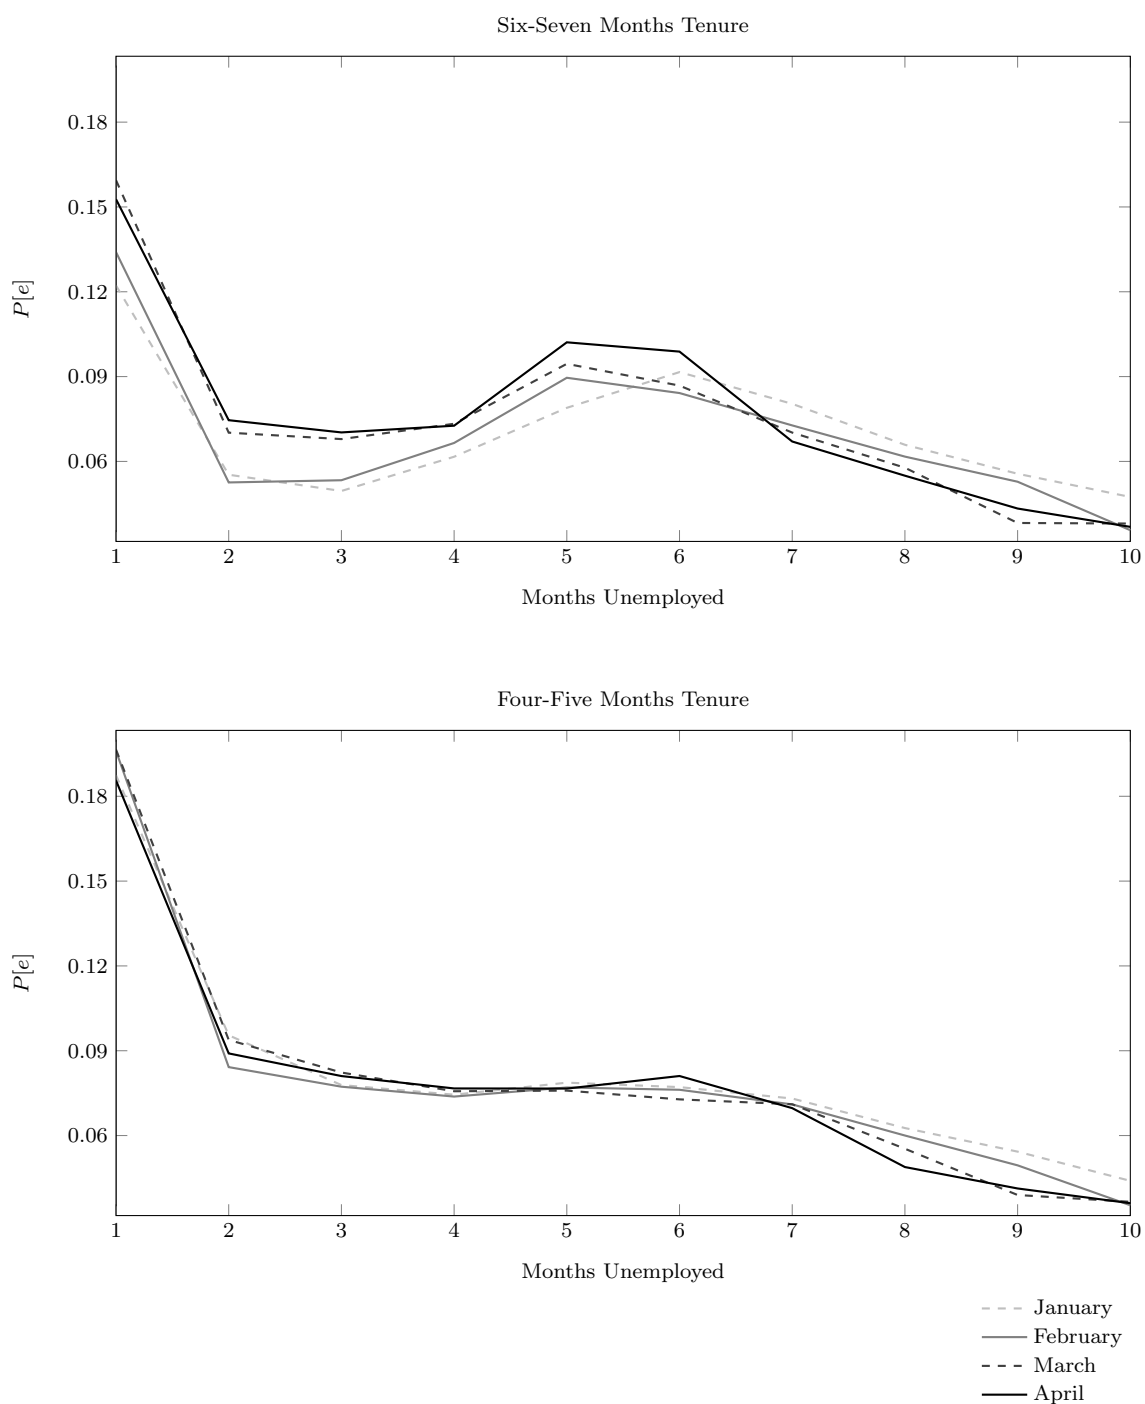 Six-Seven Months Tenure
0.18
0.15
0.12
0.09
0.06
P[e]
1 2 3 4 5 6 7 8 9 10
Months Unemployed
Four-Five Months Tenure
0.18
0.15
0.12
0.09
0.06
P[e]
1 2 3 4 5 6 7 8 9 10
Months Unemployed
January
February
March
April